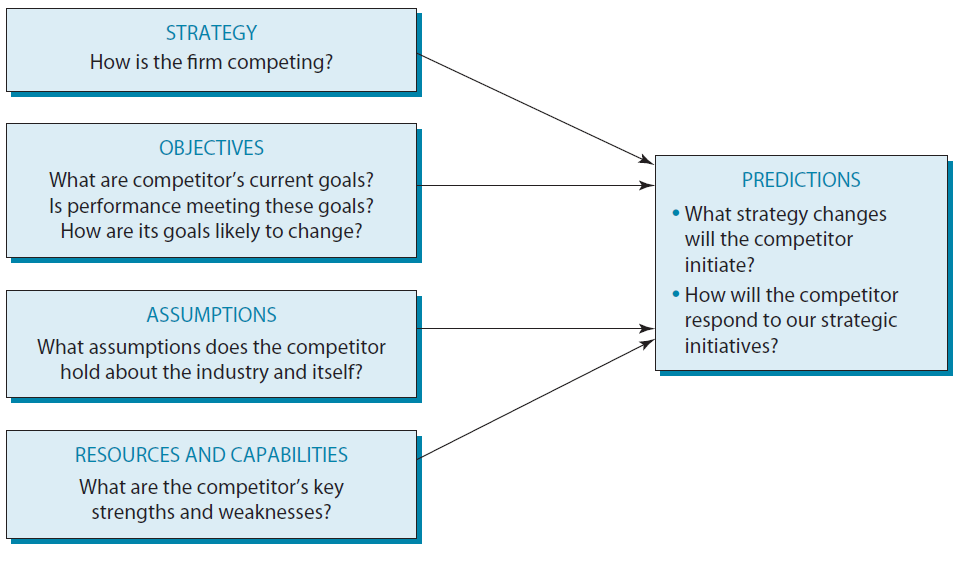 STRATEGY
How is the firm competing?
OBJECTIVES
What are competitor’s current goals?
Is performance meeting these goals?
How are its goals likely to change?
ASSUMPTIONS
What assumptions does the competitor
hold about the industry and itself?
RESOURCES AND CAPABILITIES
What are the competitor’s key
strengths and weaknesses?
PREDICTIONS
• What strategy changes
will the competitor
initiate?
• How will the competitor
respond to our strategic
initiatives?